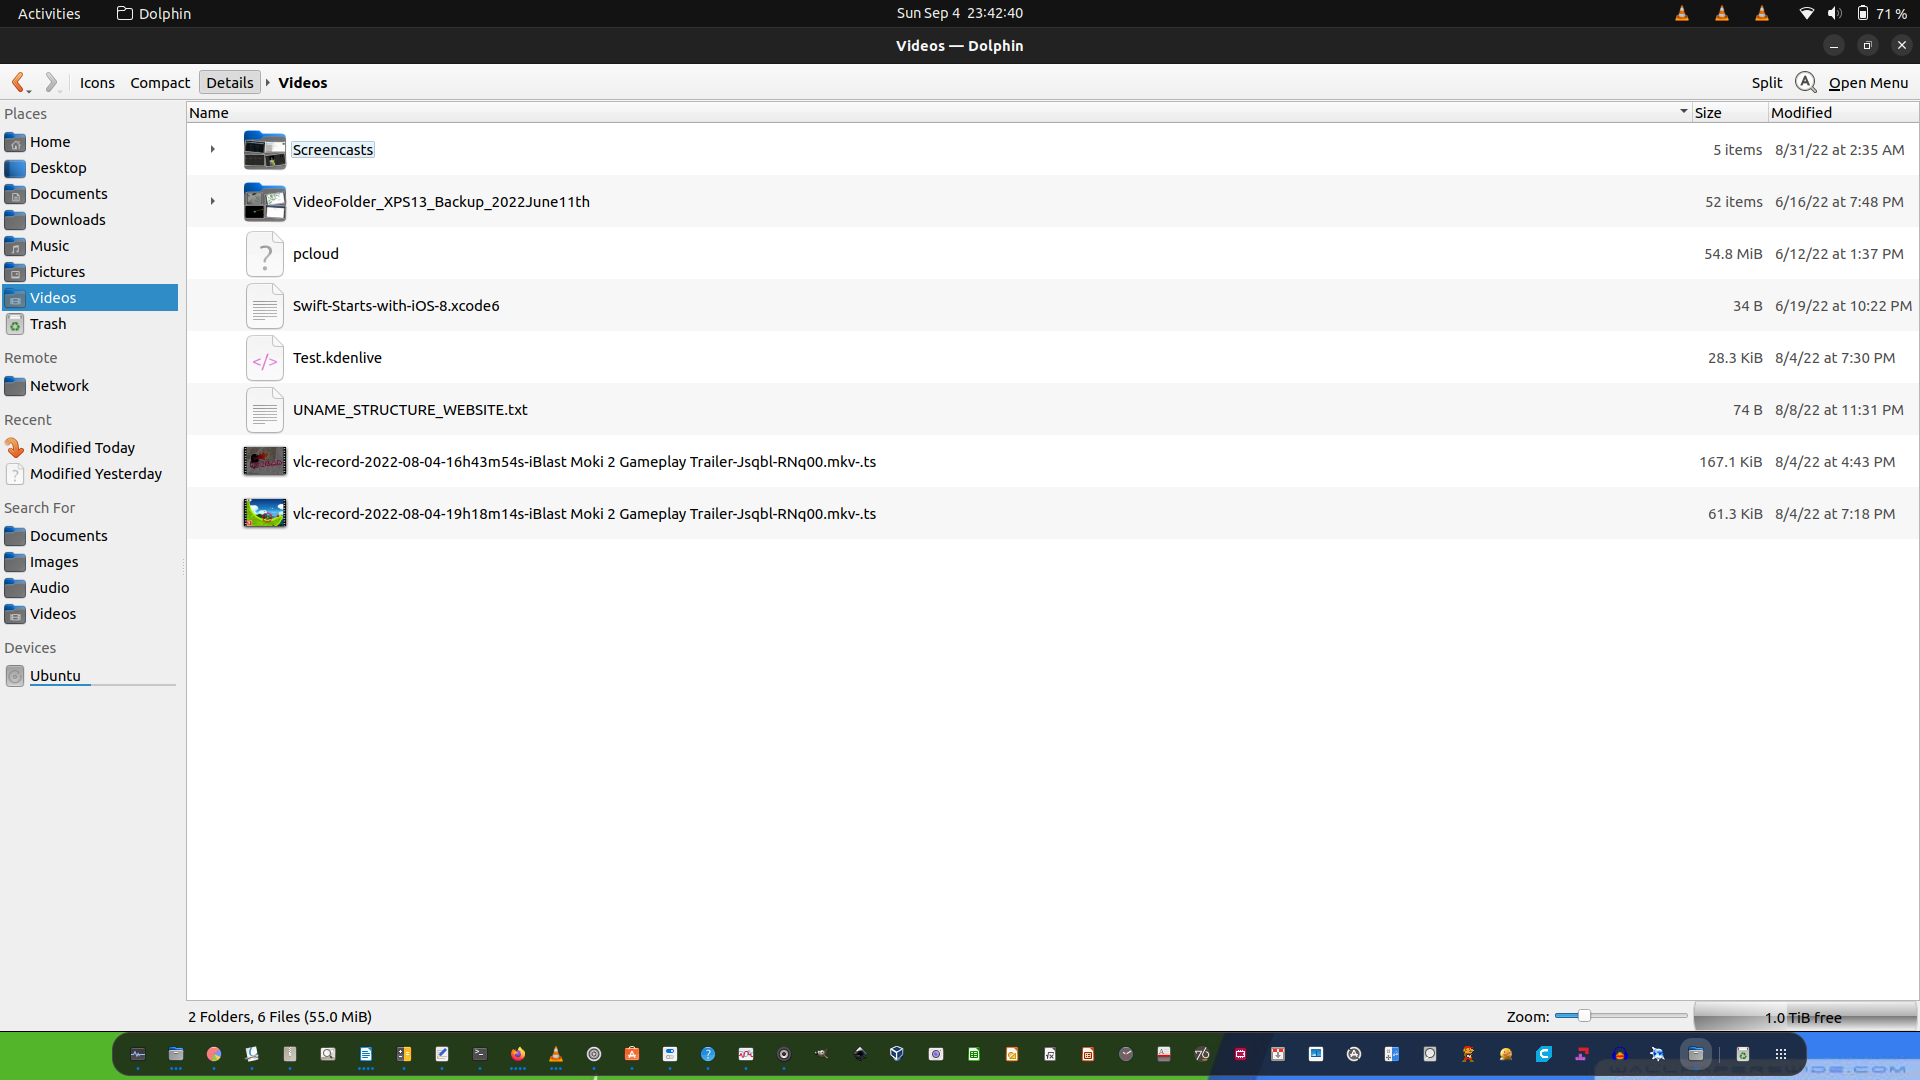 Activities Dolphin Sun Sep 4 23:42:40 71 %
Videos — Dolphin
Icons Compact Details Videos Split Open Menu
Places
Home
Desktop
Documents
Downloads
Music
Pictures
Videos
Trash
Remote
Network
Recent
Modified Today
Modified Yesterday
Search For
Documents
Images
Audio
Videos
Devices
Ubuntu
Name Size Modified
Screencasts 5 items 8/31/22 at 2:35 AM
VideoFolder_XPS13_Backup_2022June11th 52 items 6/16/22 at 7:48 PM
pcloud 54.8 MiB 6/12/22 at 1:37 PM
Swift-Starts-with-iOS-8.xcode6 34 B 6/19/22 at 10:22 PM
Test.kdenlive 28.3 KiB 8/4/22 at 7:30 PM
UNAME_STRUCTURE_WEBSITE.txt 74 B 8/8/22 at 11:31 PM
vlc-record-2022-08-04-16h43m54s-iBlast Moki 2 Gameplay Trailer-Jsqbl-RNq00.mkv-.ts 167.1 KiB 8/4/22 at 4:43 PM
vlc-record-2022-08-04-19h18m14s-iBlast Moki 2 Gameplay Trailer-Jsqbl-RNq00.mkv-.ts 61.3 KiB 8/4/22 at 7:18 PM
2 Folders, 6 Files (55.0 MiB) Zoom: 1.0 TiB free
76